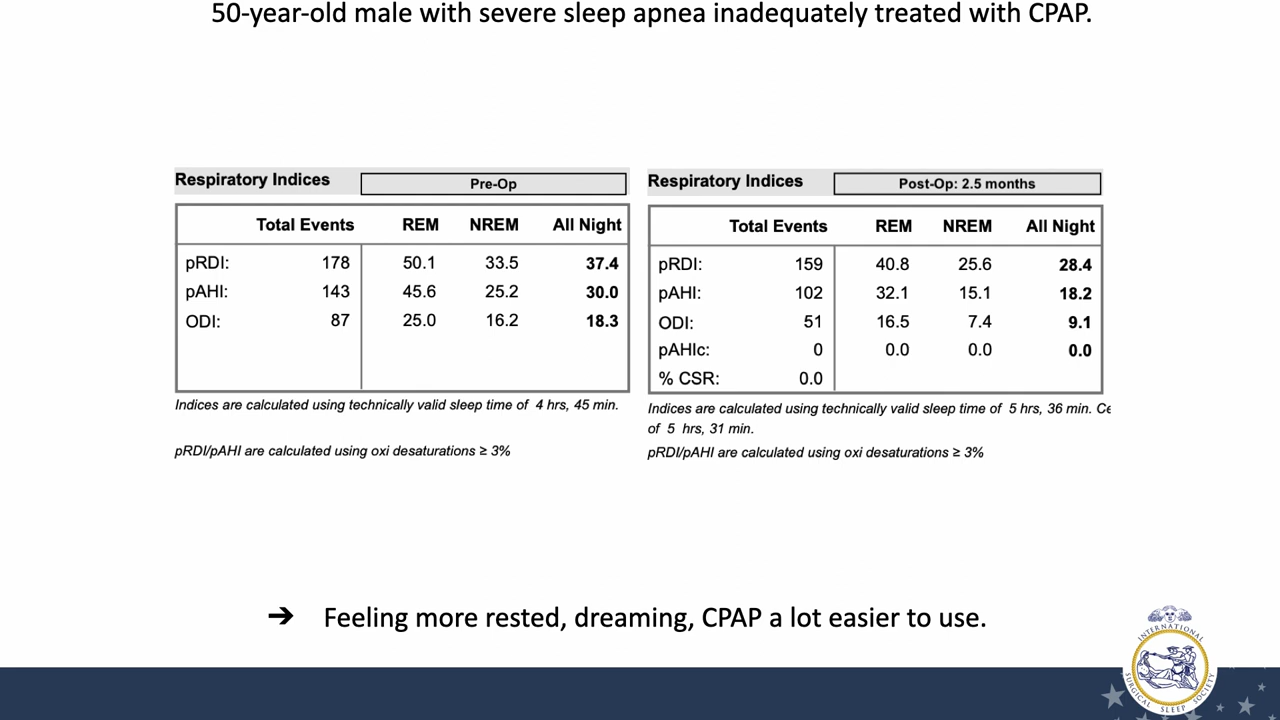 50-year-old male with severe sleep apnea inadequately treated with CPAP.
Respiratory Indices Pre-Op
Total Events REM NREM All Night
pRDI: 178 50.1 33.5 37.4
pAHI: 143 45.6 25.2 30.0
ODI: 87 25.0 16.2 18.3
Indices are calculated using technically valid sleep time of 4 hrs, 45 min.
pRDI/pAHI are calculated using oxi desaturations ≥ 3%
Respiratory Indices Post-Op: 2.5 months
Total Events REM NREM All Night
pRDI: 159 40.8 25.6 28.4
pAHI: 102 32.1 15.1 18.2
ODI: 51 16.5 7.4 9.1
pAHIc: 0 0.0 0.0 0.0
% CSR: 0.0
Indices are calculated using technically valid sleep time of 5 hrs, 36 min. Ce
of 5 hrs, 31 min.
pRDI/pAHI are calculated using oxi desaturations ≥ 3%
➔ Feeling more rested, dreaming, CPAP a lot easier to use.
INTERNATIONAL
SURGICAL SLEEP SOCIETY